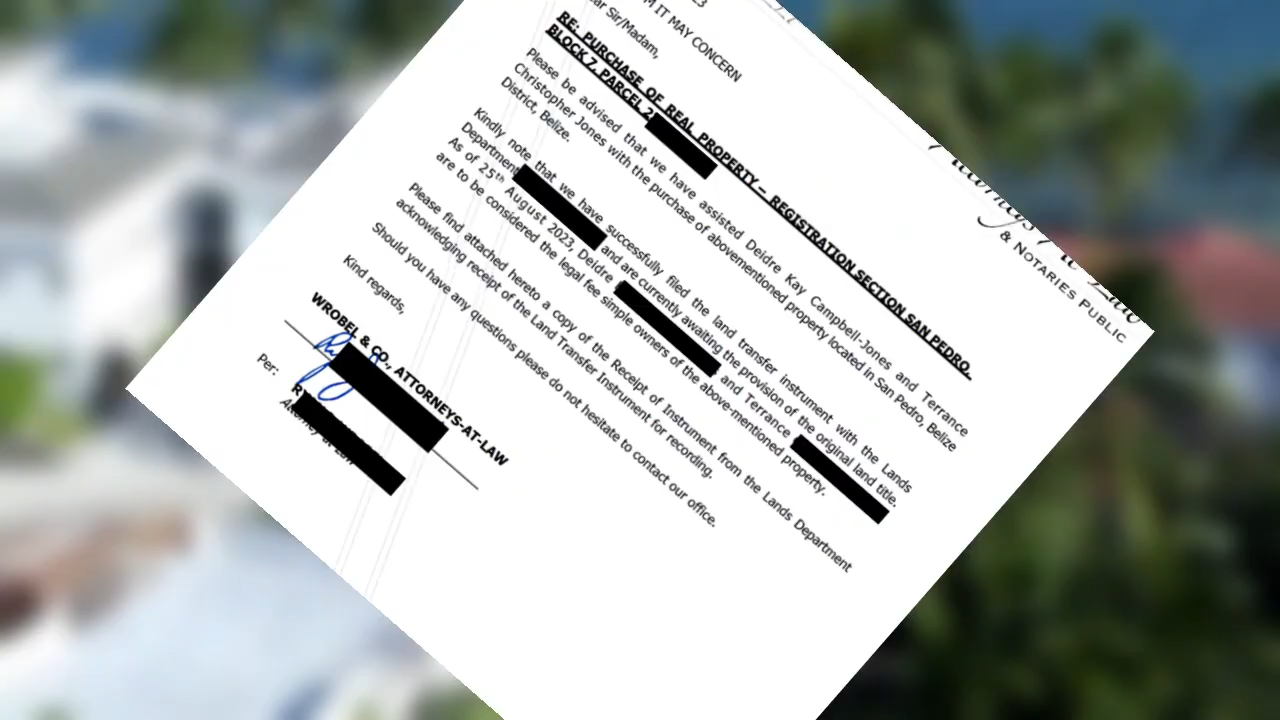 & NOTARIES PUBLIC
M IT MAY CONCERN
ar Sir/Madam,
RE: PURCHASE OF REAL PROPERTY – REGISTRATION SECTION SAN PEDRO,
BLOCK 7, PARCEL 2
Please be advised that we have assisted Deidre Kay Campbell-Jones and Terrance
Christopher Jones with the purchase of abovementioned property located in San Pedro, Belize
District, Belize.
Kindly note that we have successfully filed the land transfer instrument with the Lands
Department and are currently awaiting the provision of the original land title.
As of 25th August 2023, Deidre and Terrance
are to be considered the legal fee simple owners of the above-mentioned property.
Please find attached hereto a copy of the Receipt of Instrument from the Lands Department
acknowledging receipt of the Land Transfer Instrument for recording.
Should you have any questions please do not hesitate to contact our office.
Kind regards,
WROBEL & CO., ATTORNEYS-AT-LAW
Per: